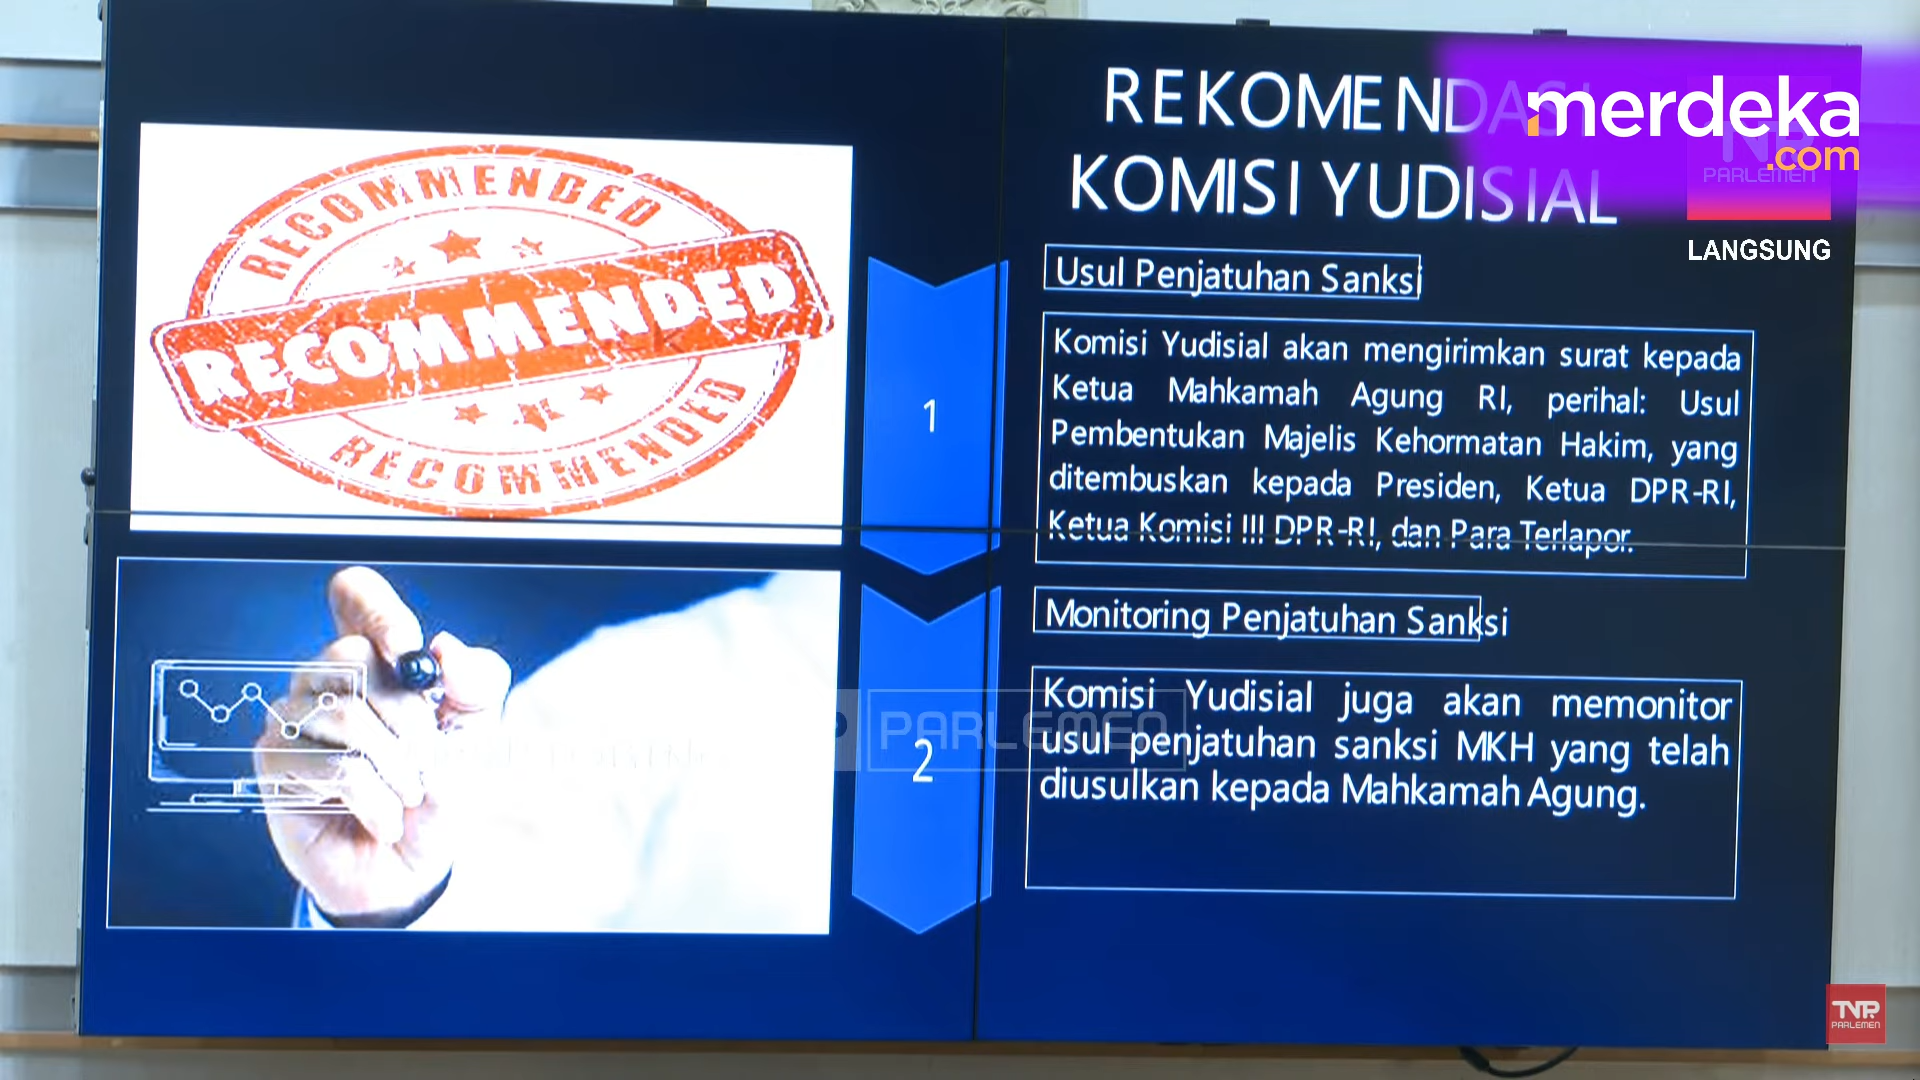 REKOMENDASI
KOMISI YUDISIAL
merdeka
.com
TVR
PARLEMEN
LANGSUNG
RECOMMENDED
RECOMMENDED
RECOMMENDED
1
Usul Penjatuhan Sanksi
Komisi Yudisial akan mengirimkan surat kepada
Ketua Mahkamah Agung RI, perihal: Usul
Pembentukan Majelis Kehormatan Hakim, yang
ditembuskan kepada Presiden, Ketua DPR-RI,
Ketua Komisi III DPR-RI, dan Para Terlapor.
2
Monitoring Penjatuhan Sanksi
Komisi Yudisial juga akan memonitor
usul penjatuhan sanksi MKH yang telah
diusulkan kepada Mahkamah Agung.
PARLEMEN
TVR
PARLEMEN